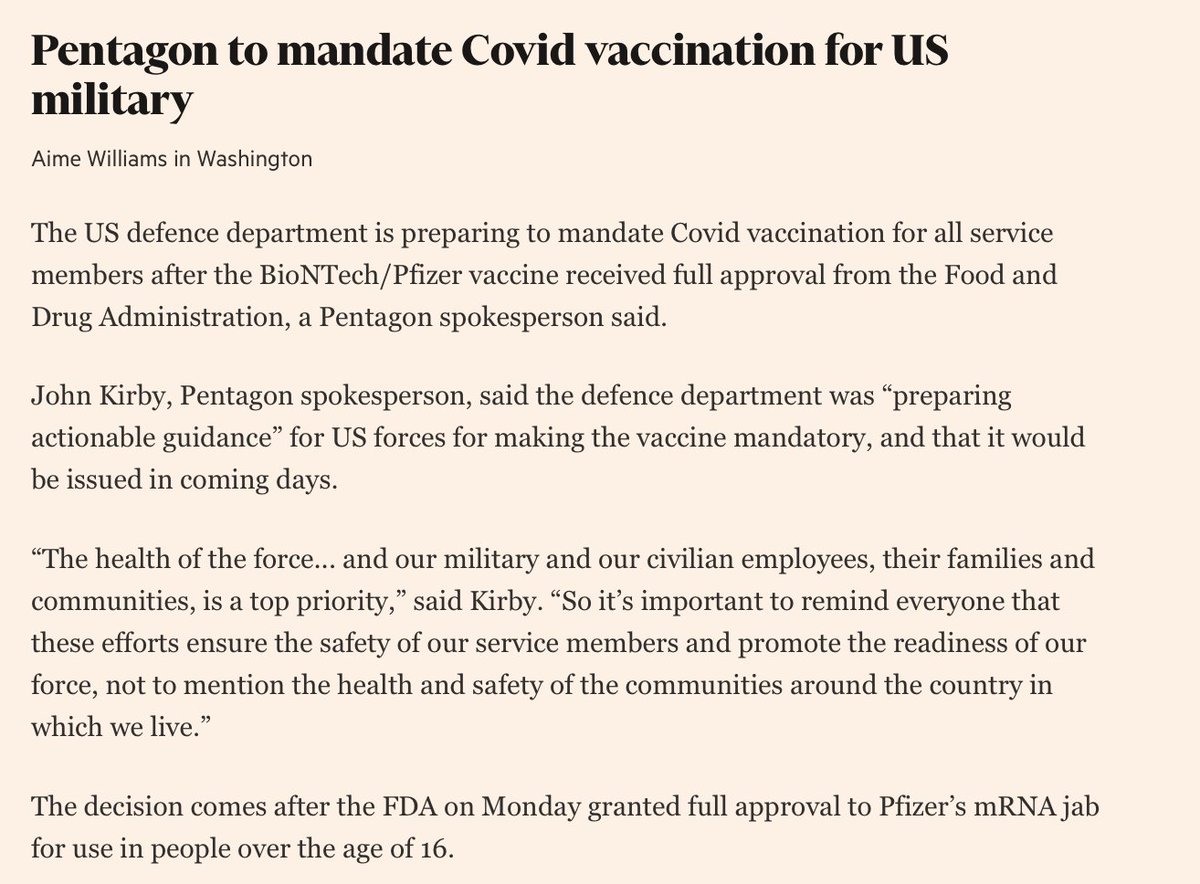 Pentagon to mandate Covid vaccination for US
military
Aime Williams in Washington
The US defence department is preparing to mandate Covid vaccination for all service
members after the BioNTech/Pfizer vaccine received full approval from the Food and
Drug Administration, a Pentagon spokesperson said.
John Kirby, Pentagon spokesperson, said the defence department was “preparing
actionable guidance” for US forces for making the vaccine mandatory, and that it would
be issued in coming days.
“The health of the force... and our military and our civilian employees, their families and
communities, is a top priority,” said Kirby. “So it’s important to remind everyone that
these efforts ensure the safety of our service members and promote the readiness of our
force, not to mention the health and safety of the communities around the country in
which we live.”
The decision comes after the FDA on Monday granted full approval to Pfizer’s mRNA jab
for use in people over the age of 16.